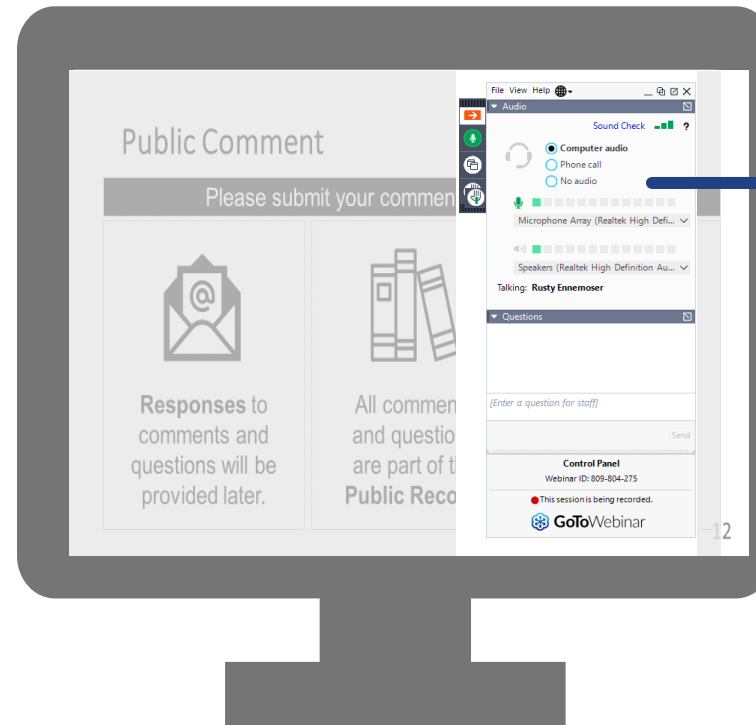 Public Comment
Please submit your commen
@
Responses to
comments and
questions will be
provided later.
All commen
and questio
are part of t
Public Reco
12
File View Help
Audio
Sound Check ?
Computer audio
Phone call
No audio
Microphone Array (Realtek High Defi...
Speakers (Realtek High Definition Au...
Talking: Rusty Ennemoser
Questions
[Enter a question for staff]
Send
Control Panel
Webinar ID: 809-804-275
This session is being recorded.
GoToWebinar